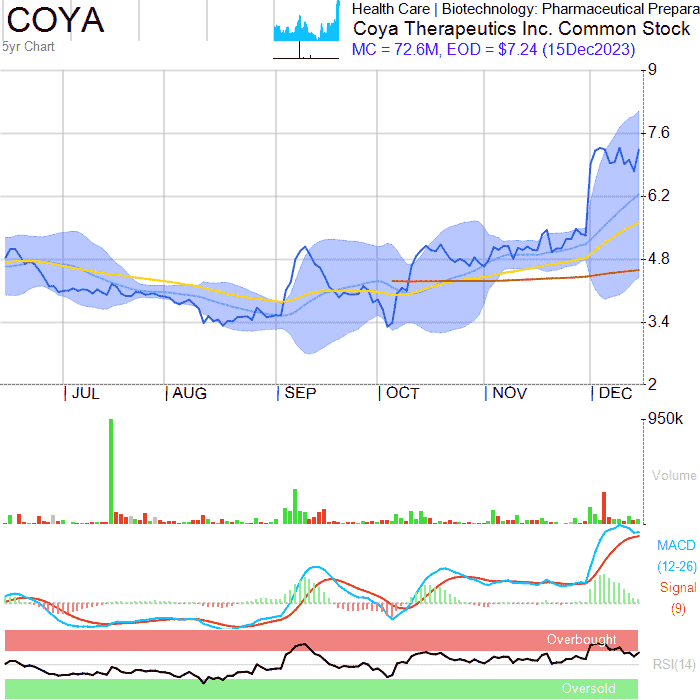 COYA
5yr Chart
Health Care | Biotechnology: Pharmaceutical Prepara
Coya Therapeutics Inc. Common Stock
MC = 72.6M, EOD = $7.24 (15Dec2023)
9
7.6
6.2
4.8
3.4
2
JUL AUG SEP OCT NOV DEC
950k
Volume
MACD
(12-26)
Signal
(9)
Overbought
RSI(14)
Oversold